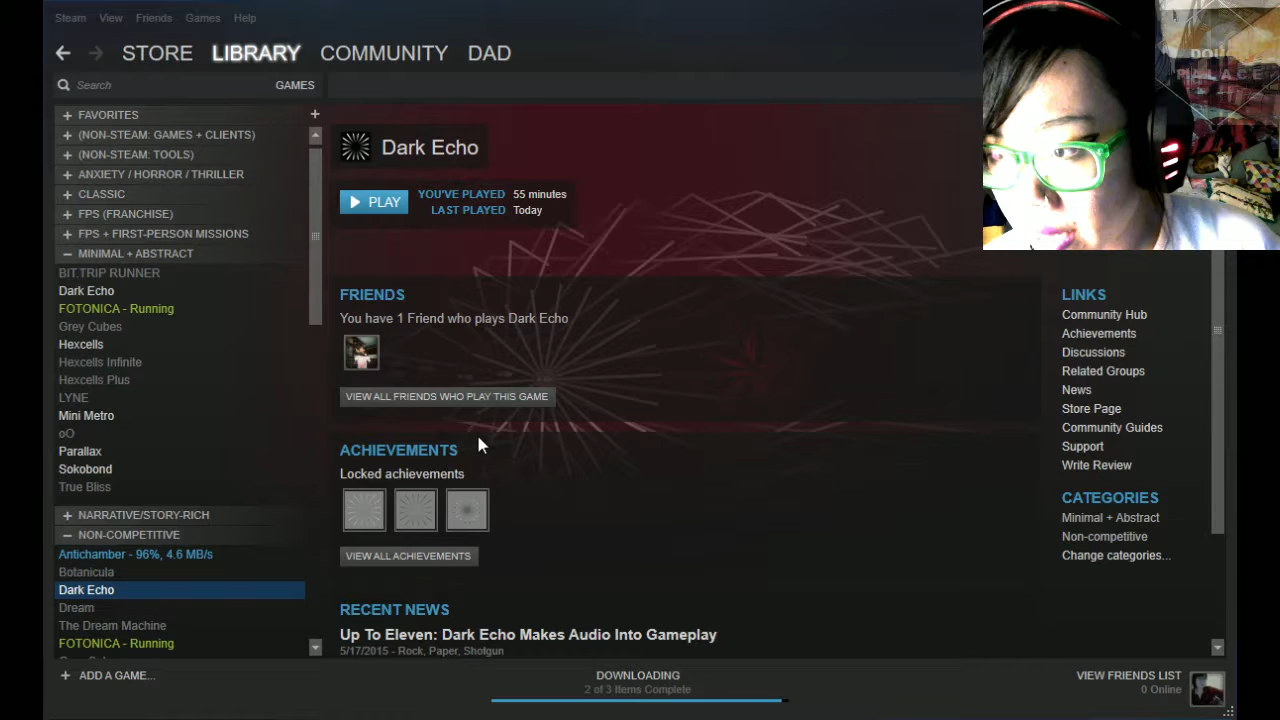 Steam View Friends Games Help
STORE LIBRARY COMMUNITY DAD
Search GAMES
FAVORITES
(NON-STEAM: GAMES + CLIENTS)
(NON-STEAM: TOOLS)
ANXIETY / HORROR / THRILLER
CLASSIC
FPS (FRANCHISE)
FPS + FIRST-PERSON MISSIONS
MINIMAL + ABSTRACT
BIT.TRIP RUNNER
Dark Echo
FOTONICA - Running
Grey Cubes
Hexcells
Hexcells Infinite
Hexcells Plus
LYNE
Mini Metro
oO
Parallax
Sokobond
True Bliss
NARRATIVE/STORY-RICH
NON-COMPETITIVE
Antichamber - 96%, 4.6 MB/s
Botanicula
Dark Echo
Dream
The Dream Machine
FOTONICA - Running
ADD A GAME...
Dark Echo
PLAY
YOU'VE PLAYED 55 minutes
LAST PLAYED Today
FRIENDS
You have 1 Friend who plays Dark Echo
VIEW ALL FRIENDS WHO PLAY THIS GAME
ACHIEVEMENTS
Locked achievements
VIEW ALL ACHIEVEMENTS
RECENT NEWS
Up To Eleven: Dark Echo Makes Audio Into Gameplay
5/17/2015 - Rock, Paper, Shotgun
LINKS
Community Hub
Achievements
Discussions
Related Groups
News
Store Page
Community Guides
Support
Write Review
CATEGORIES
Minimal + Abstract
Non-competitive
Change categories...
DOWNLOADING
2 of 3 Items Complete
VIEW FRIENDS LIST
0 Online
PALACE